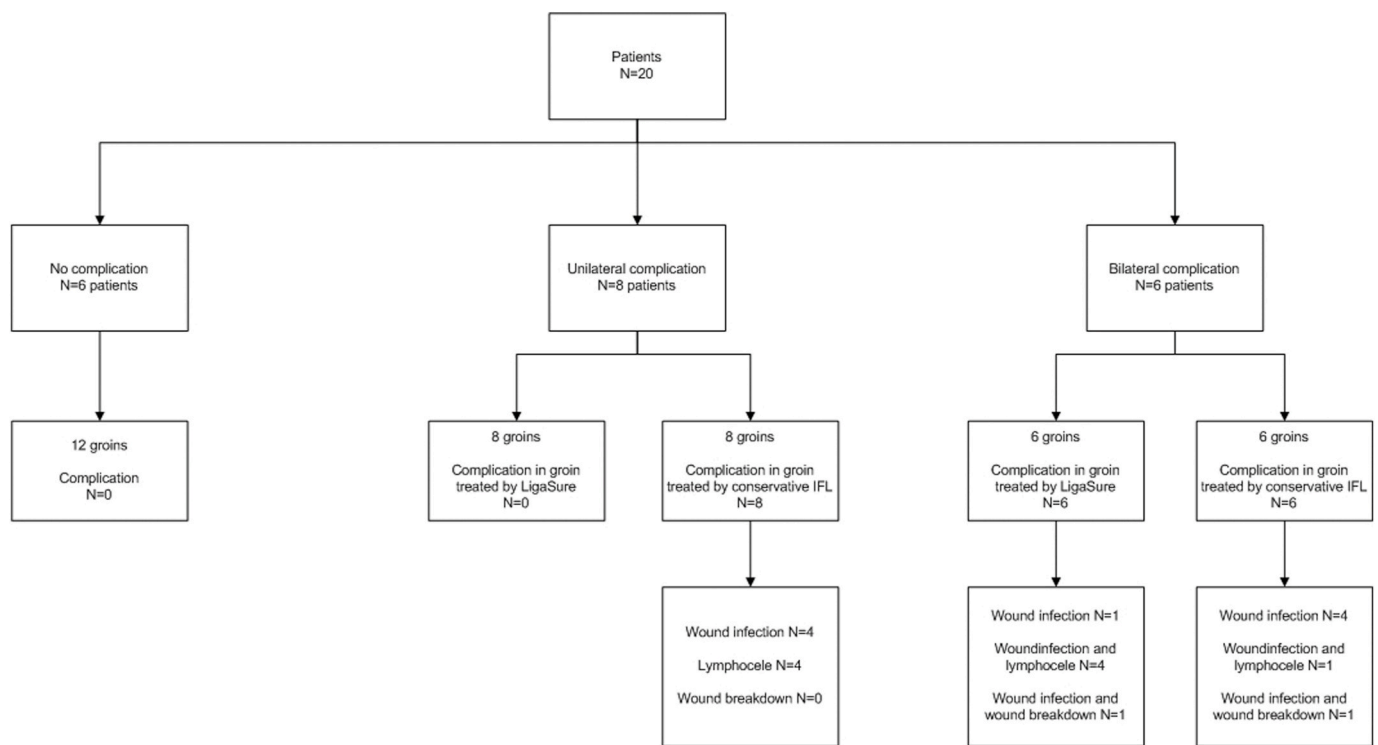 Patients
N=20
No complication
N=6 patients
Unilateral complication
N=8 patients
Bilateral complication
N=6 patients
12 groins
Complication
N=0
8 groins
Complication in groin
treated by LigaSure
N=0
8 groins
Complication in groin
treated by conservative IFL
N=8
6 groins
Complication in groin
treated by LigaSure
N=6
6 groins
Complication in groin
treated by conservative IFL
N=6
Wound infection N=4
Lymphocele N=4
Wound breakdown N=0
Wound infection N=1
Woundinfection and
lymphocele N=4
Wound infection and
wound breakdown N=1
Wound infection N=4
Woundinfection and
lymphocele N=1
Wound infection and
wound breakdown N=1